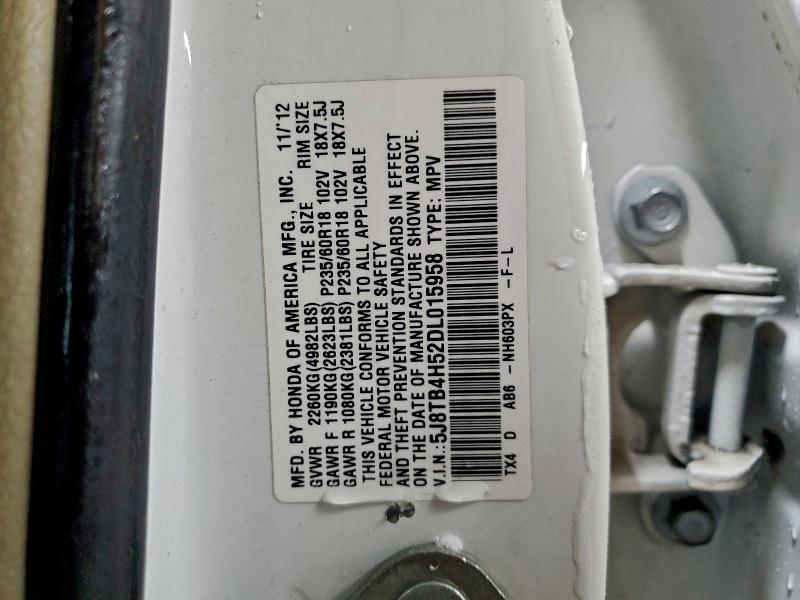 MFD. BY HONDA OF AMERICA MFG., INC. 11/'12
GVWR 2260KG(4982LBS) TIRE SIZE RIM SIZE
GAWR F 1190KG(2623LBS) P235/60R18 102V 18X7.5J
GAWR R 1080KG(2381LBS) P235/60R18 102V 18X7.5J
THIS VEHICLE CONFORMS TO ALL APPLICABLE
FEDERAL MOTOR VEHICLE SAFETY
AND THEFT PREVENTION STANDARDS IN EFFECT
ON THE DATE OF MANUFACTURE SHOWN ABOVE.
V.I.N.:5J8TB4H52DL015958 TYPE: MPV
TX4 D AB6 -NH603PX -F-L